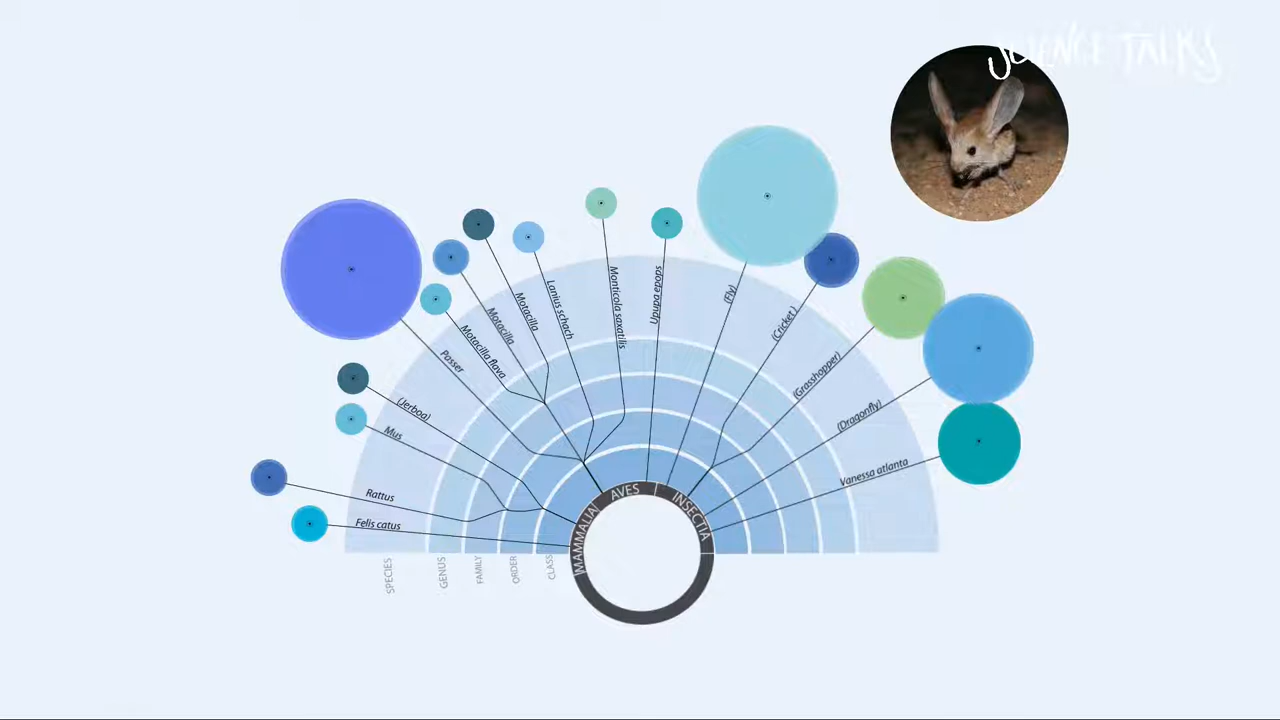 SCIENCE TALKS
Felis catus
Rattus
Mus
(Jerboa)
Passer
Motacilla flava
Motacilla
Motacilla
Lanius schach
Monticola saxatilis
Upupa epops
(Fly)
(Cricket)
(Grasshopper)
(Dragonfly)
Vanessa atlanta
MAMMALIA
AVES
INSECTIA
SPECIES
GENUS
FAMILY
ORDER
CLASS